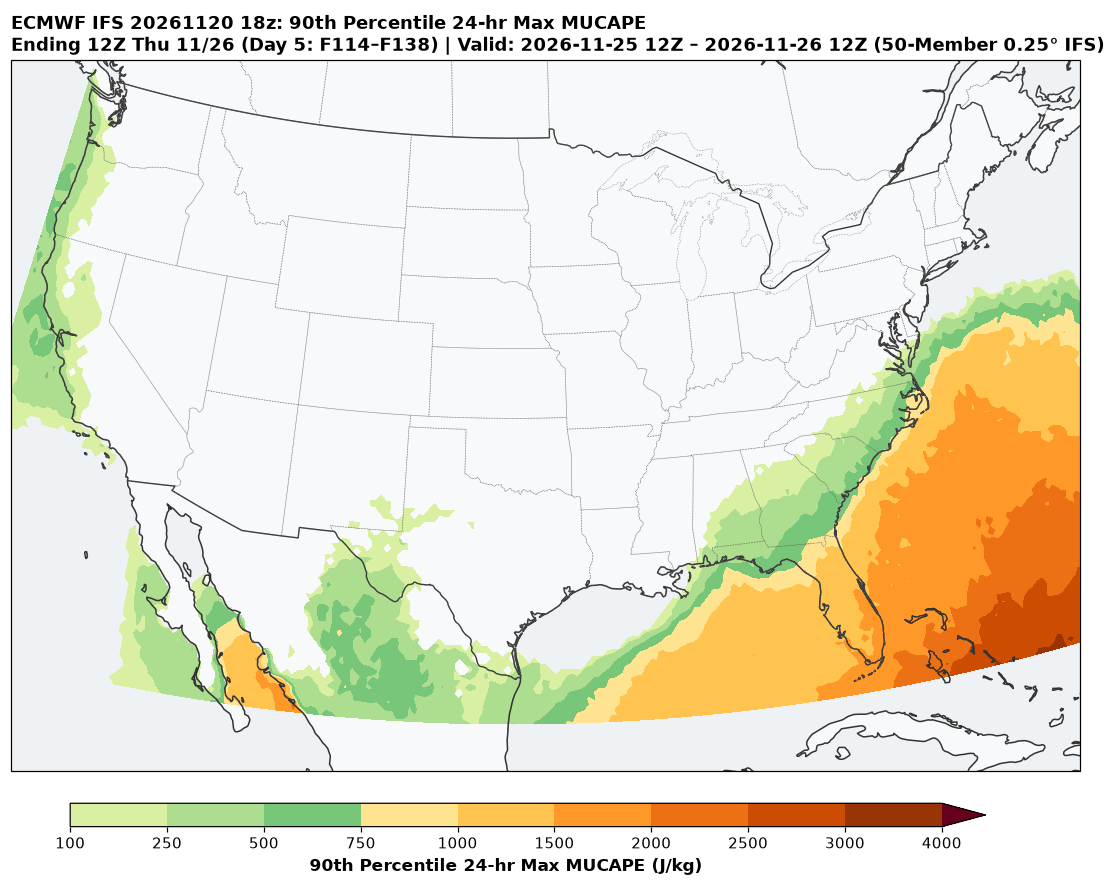 ECMWF IFS 20261120 18z: 90th Percentile 24-hr Max MUCAPE
Ending 12Z Thu 11/26 (Day 5: F114–F138) | Valid: 2026-11-25 12Z – 2026-11-26 12Z (50-Member 0.25° IFS)
100 250 500 750 1000 1500 2000 2500 3000 4000
90th Percentile 24-hr Max MUCAPE (J/kg)